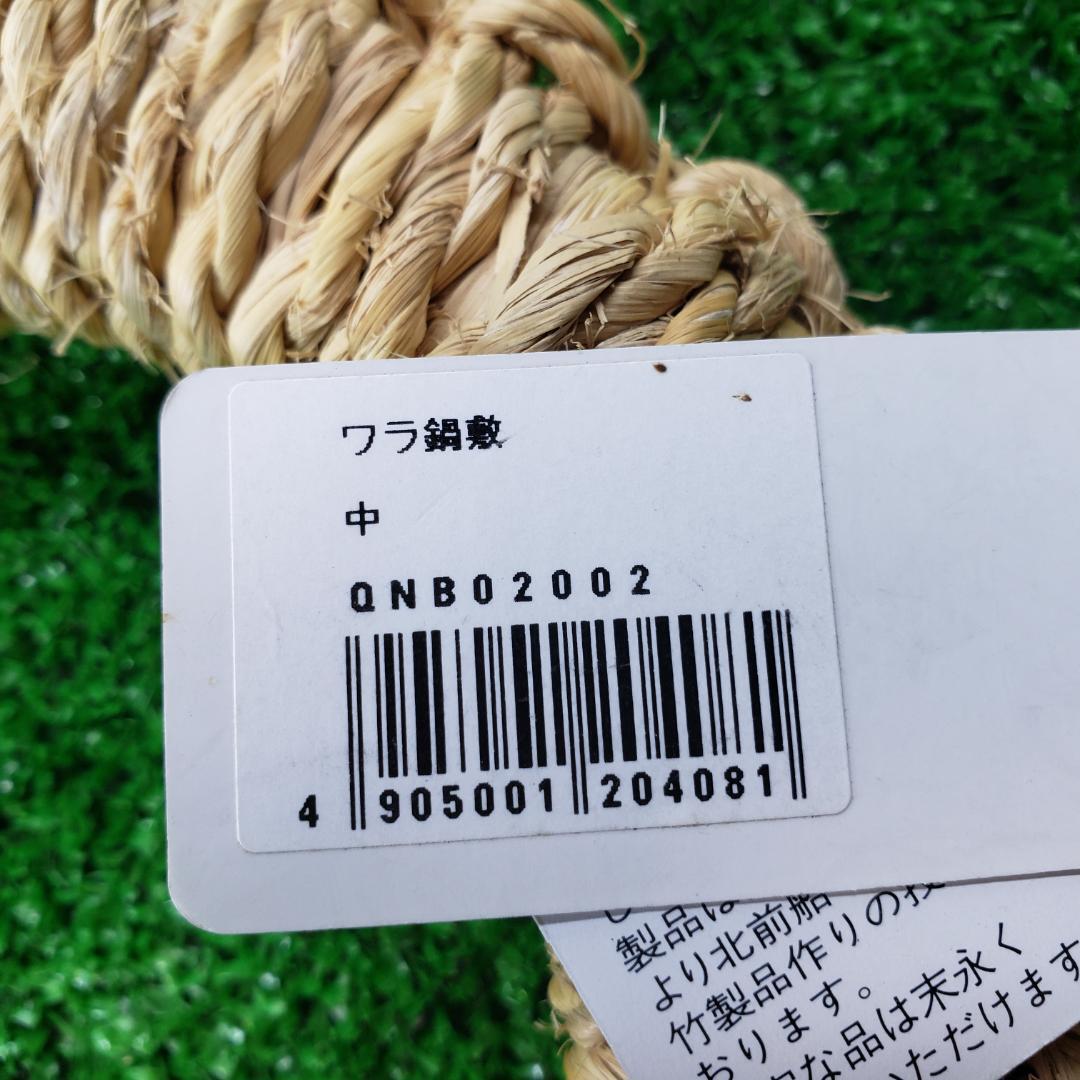 ワラ鍋敷
中
QNB02002
4 905001 204081
製品は
より北前船
竹製品作りの技
おります。
な品は末永く
いただけます